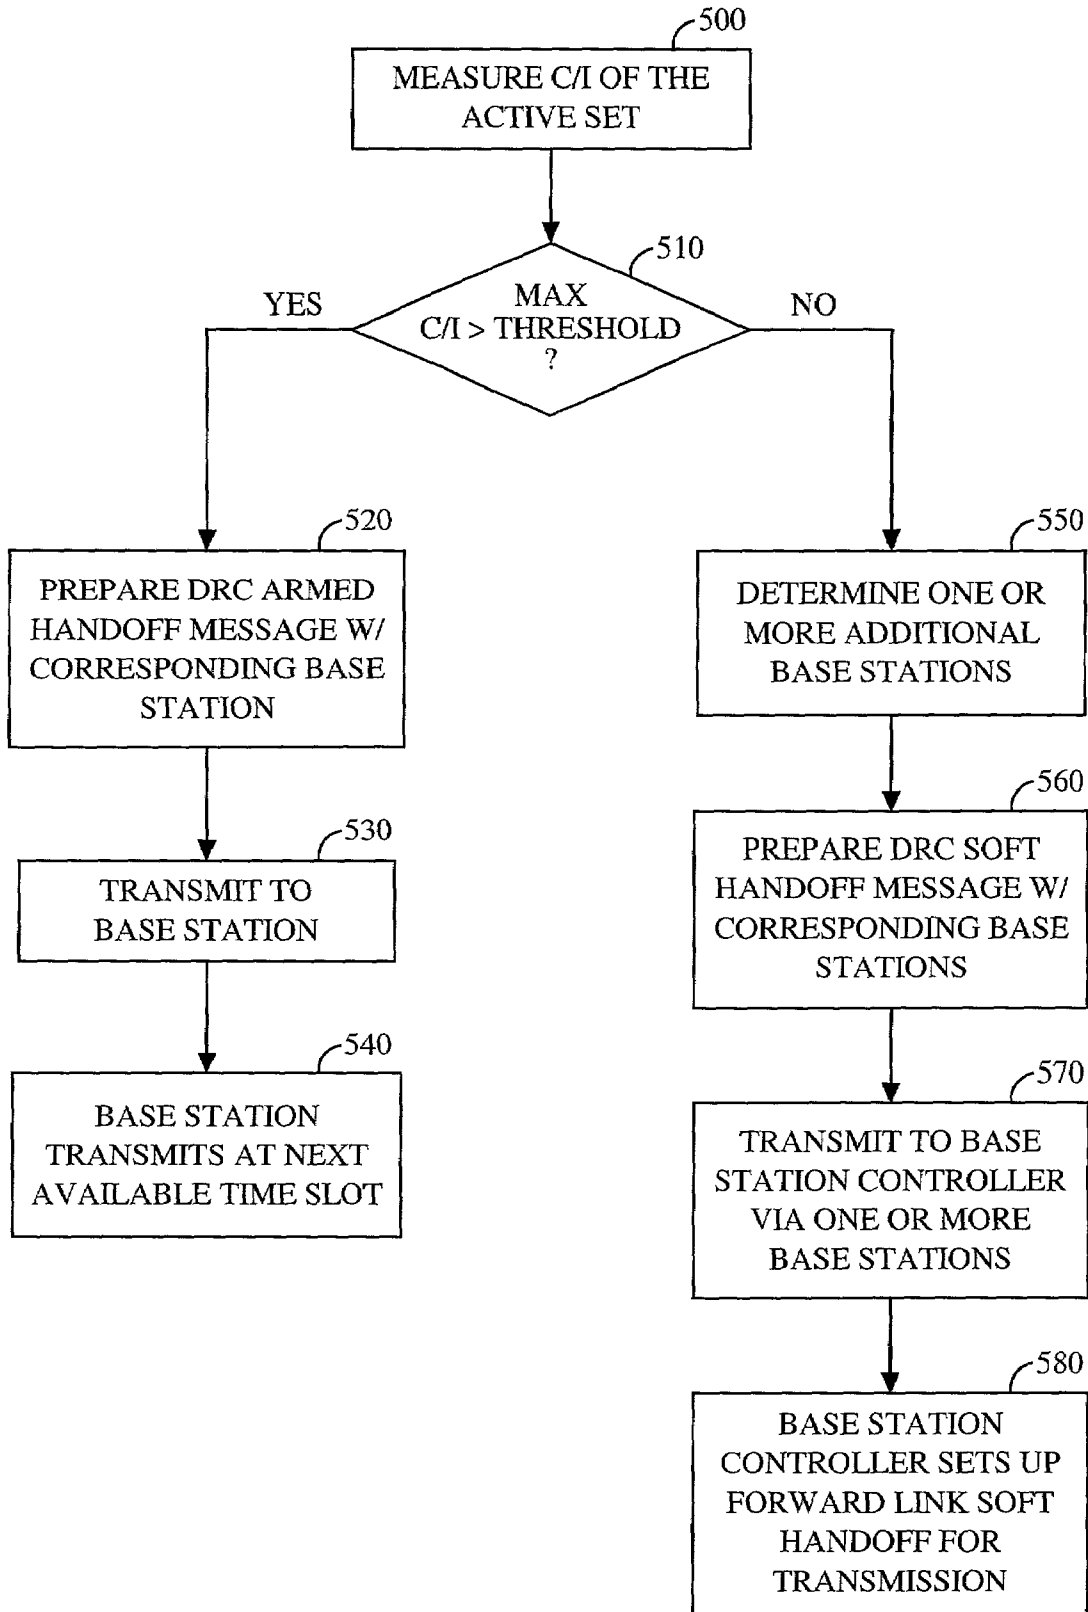 500
MEASURE C/I OF THE
ACTIVE SET
510
MAX
C/I > THRESHOLD
?
YES
NO
520
PREPARE DRC ARMED
HANDOFF MESSAGE W/
CORRESPONDING BASE
STATION
530
TRANSMIT TO
BASE STATION
540
BASE STATION
TRANSMITS AT NEXT
AVAILABLE TIME SLOT
550
DETERMINE ONE OR
MORE ADDITIONAL
BASE STATIONS
560
PREPARE DRC SOFT
HANDOFF MESSAGE W/
CORRESPONDING BASE
STATIONS
570
TRANSMIT TO BASE
STATION CONTROLLER
VIA ONE OR MORE
BASE STATIONS
580
BASE STATION
CONTROLLER SETS UP
FORWARD LINK SOFT
HANDOFF FOR
TRANSMISSION